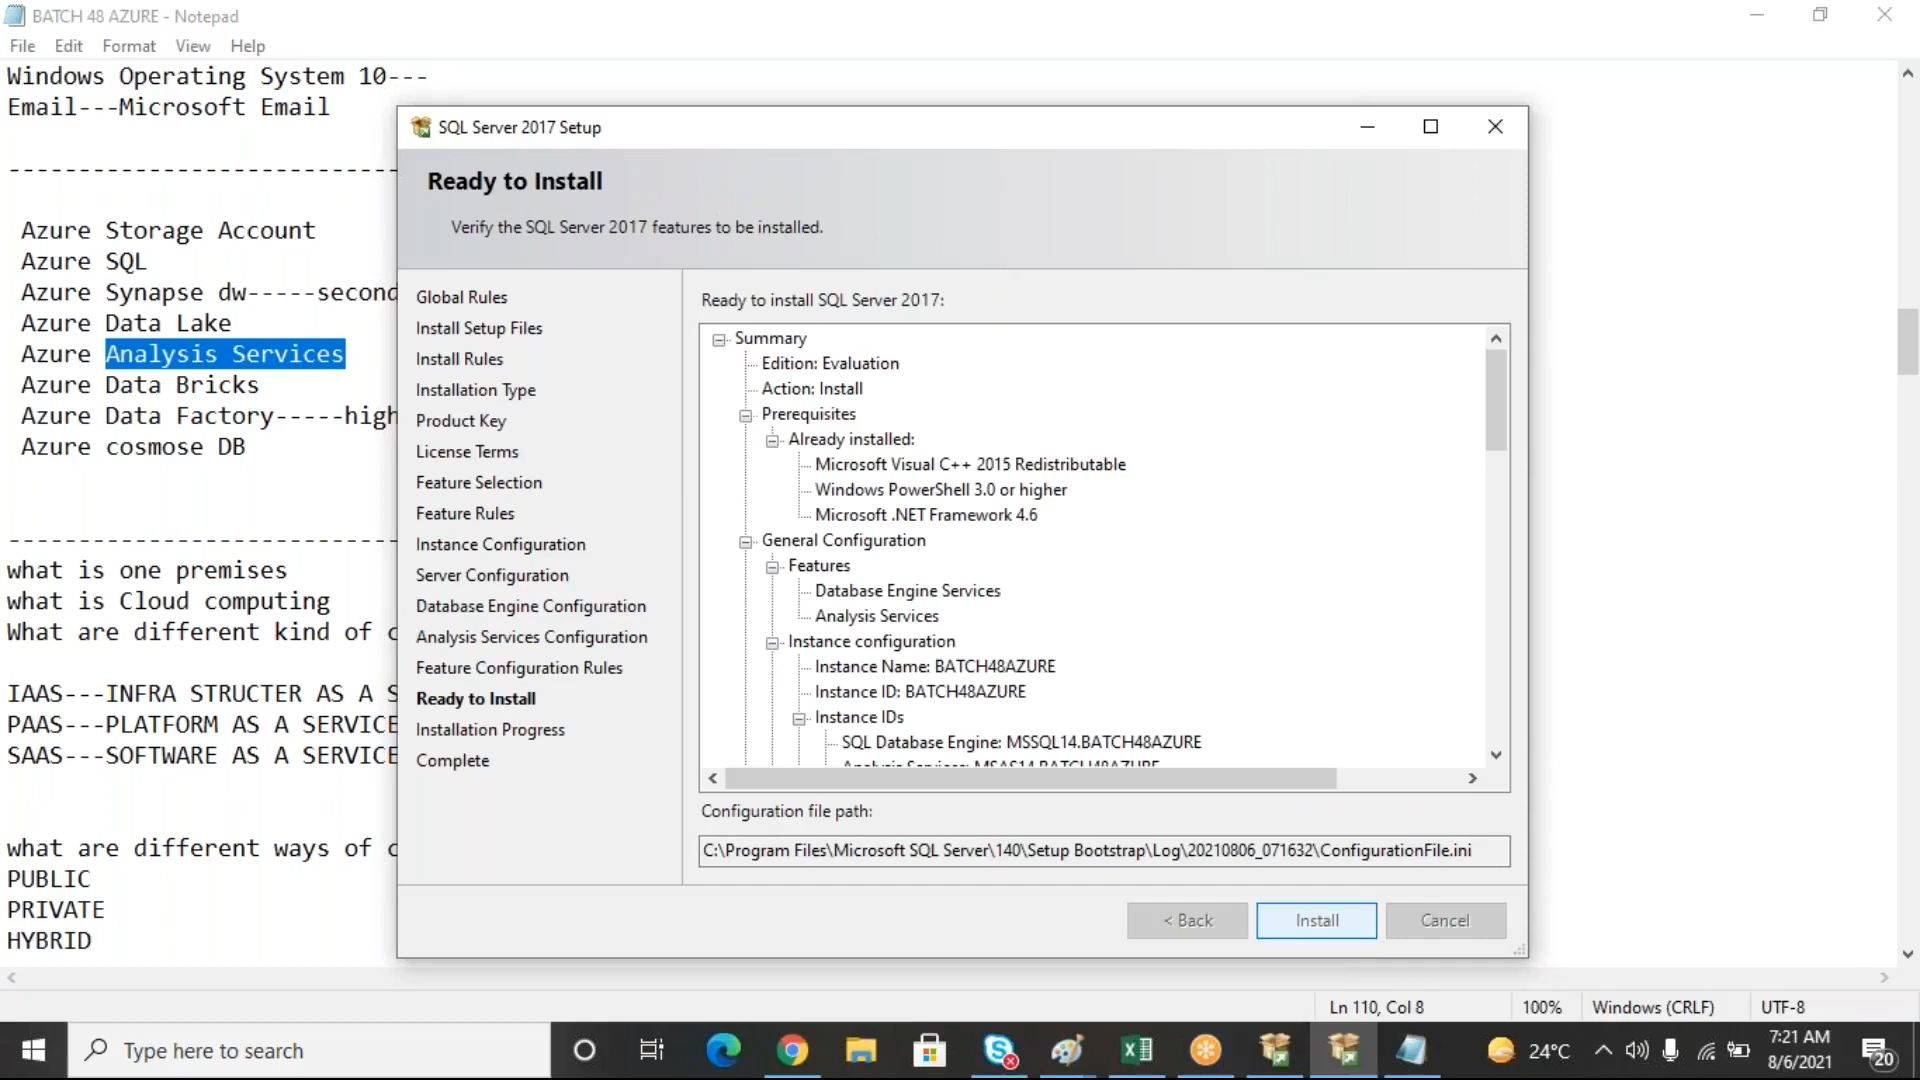 BATCH 48 AZURE - Notepad
File Edit Format View Help
Windows Operating System 10---
Email---Microsoft Email
----------------------------
Azure Storage Account
Azure SQL
Azure Synapse dw-----second
Azure Data Lake
Azure Analysis Services
Azure Data Bricks
Azure Data Factory-----high
Azure cosmose DB
----------------------------
what is one premises
what is Cloud computing
What are different kind of c
IAAS---INFRA STRUCTER AS A S
PAAS---PLATFORM AS A SERVICE
SAAS---SOFTWARE AS A SERVICE
what are different ways of c
PUBLIC
PRIVATE
HYBRID
SQL Server 2017 Setup
Ready to Install
Verify the SQL Server 2017 features to be installed.
Global Rules
Install Setup Files
Install Rules
Installation Type
Product Key
License Terms
Feature Selection
Feature Rules
Instance Configuration
Server Configuration
Database Engine Configuration
Analysis Services Configuration
Feature Configuration Rules
Ready to Install
Installation Progress
Complete
Ready to install SQL Server 2017:
Summary
Edition: Evaluation
Action: Install
Prerequisites
Already installed:
Microsoft Visual C++ 2015 Redistributable
Windows PowerShell 3.0 or higher
Microsoft .NET Framework 4.6
General Configuration
Features
Database Engine Services
Analysis Services
Instance configuration
Instance Name: BATCH48AZURE
Instance ID: BATCH48AZURE
Instance IDs
SQL Database Engine: MSSQL14.BATCH48AZURE
Analysis Services: MSAS14.BATCH48AZURE
Configuration file path:
C:\Program Files\Microsoft SQL Server\140\Setup Bootstrap\Log\20210806_071632\ConfigurationFile.ini
< Back Install Cancel
Ln 110, Col 8 100% Windows (CRLF) UTF-8
Type here to search
24°C
7:21 AM
8/6/2021
20